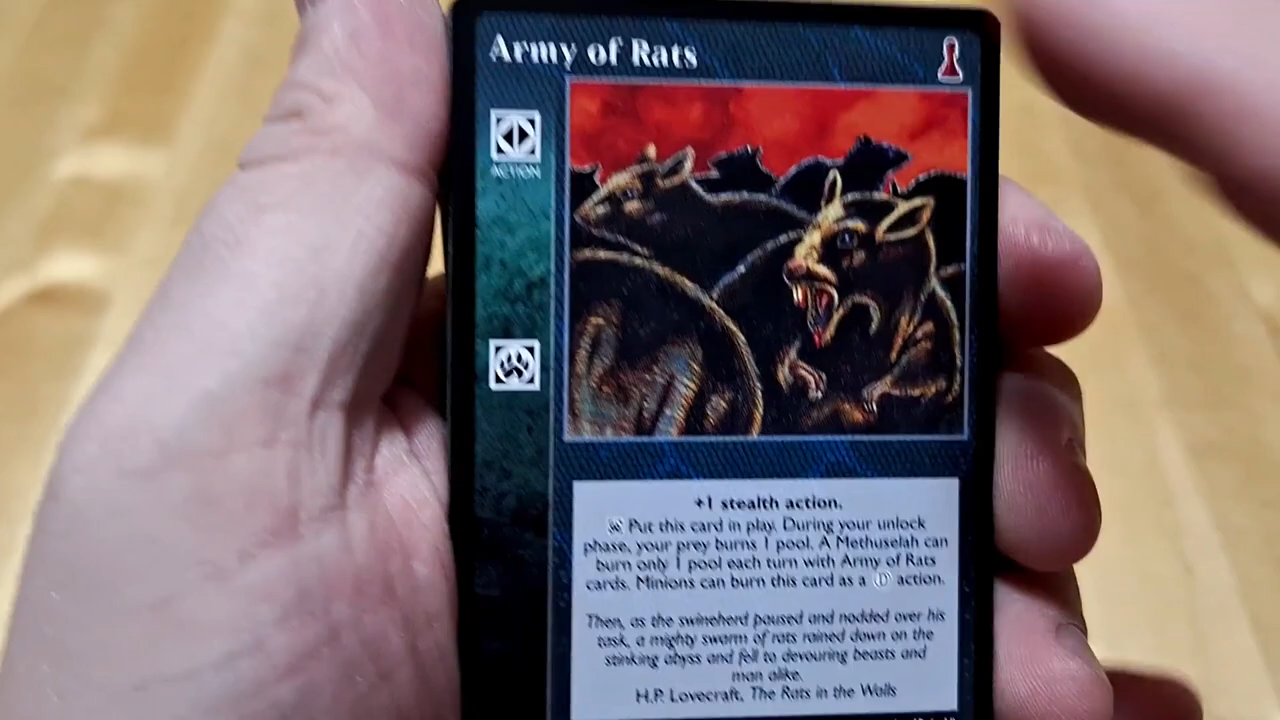 Army of Rats
ACTION
+1 stealth action.
Put this card in play. During your unlock
phase, your prey burns 1 pool. A Methuselah can
burn only 1 pool each turn with Army of Rats
cards. Minions can burn this card as a Ⓓ action.
Then, as the swineherd paused and nodded over his
task, a mighty swarm of rats rained down on the
stinking abyss and fell to devouring beasts and
man alike.
H.P. Lovecraft, The Rats in the Walls